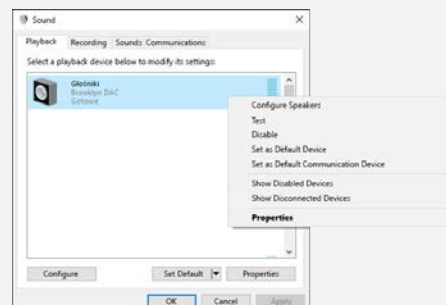 Sound
Playback Recording Sounds Communications
Select a playback device below to modify its settings:
Głośniki
Brooklyn DAC
Gotowe
Configure Speakers
Test
Disable
Set as Default Device
Set as Default Communication Device
Show Disabled Devices
Show Disconnected Devices
Properties
Configure Set Default Properties
OK Cancel Apply